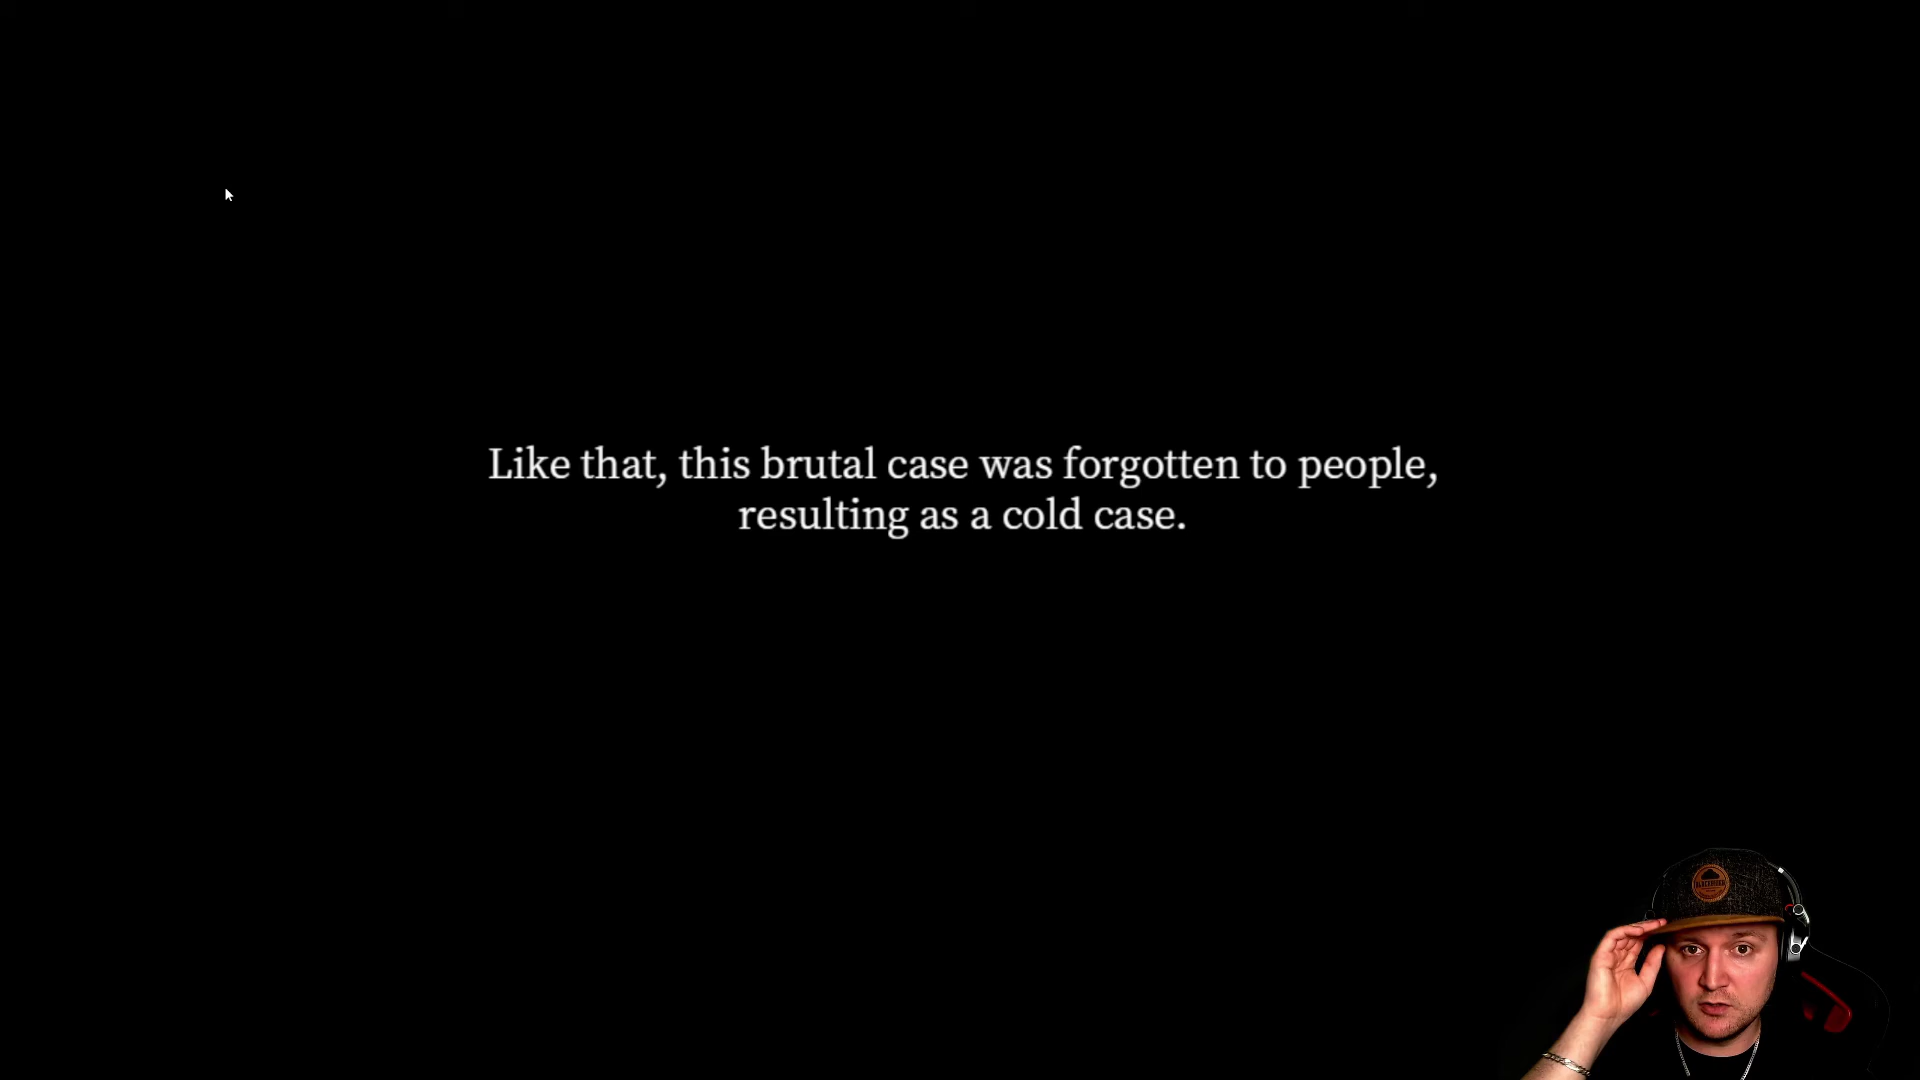 Like that, this brutal case was forgotten to people,
resulting as a cold case.